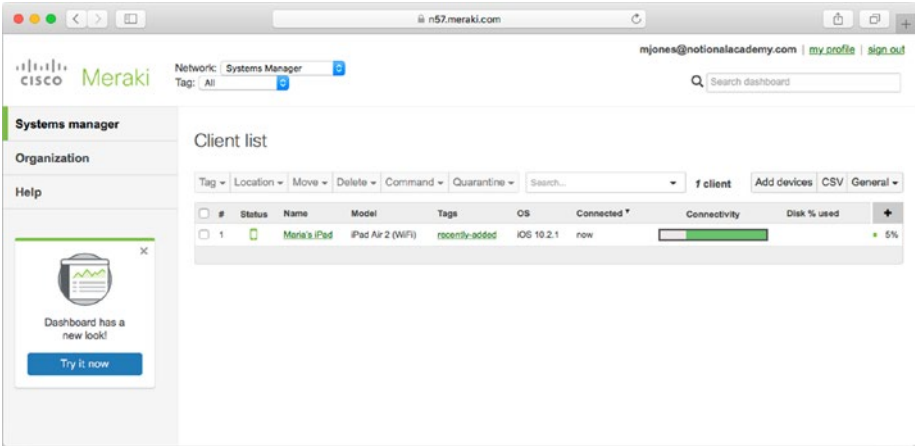 n57.meraki.com
mjones@notionalacademy.com | my profile | sign out
cisco Meraki
Network: Systems Manager
Tag: All
Search dashboard
Systems manager
Organization
Help
Client list
Tag Location Move Delete Command Quarantine Search... 1 client Add devices CSV General
# Status Name Model Tags OS Connected Connectivity Disk % used +
1 Maria's iPad iPad Air 2 (WiFi) recently-added iOS 10.2.1 now 5%
Dashboard has a
new look!
Try it now